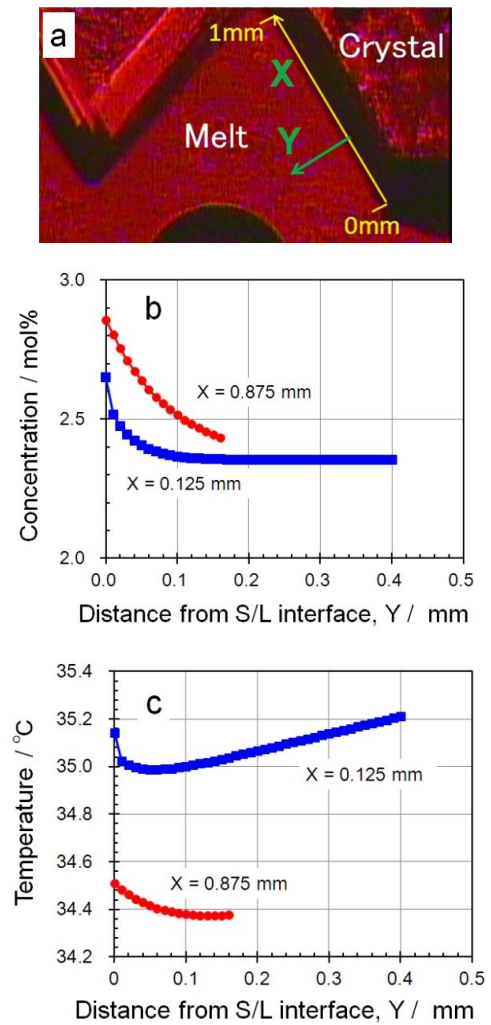 a
1mm
Crystal
X
Melt
Y
0mm
3.0
b
X = 0.875 mm
2.5
X = 0.125 mm
2.0
0.0 0.1 0.2 0.3 0.4 0.5
Concentration / mol%
Distance from S/L interface, Y / mm
35.4
c
35.2
35.0
X = 0.125 mm
34.8
34.6
X = 0.875 mm
34.4
34.2
0 0.1 0.2 0.3 0.4 0.5
Temperature / °C
Distance from S/L interface, Y / mm